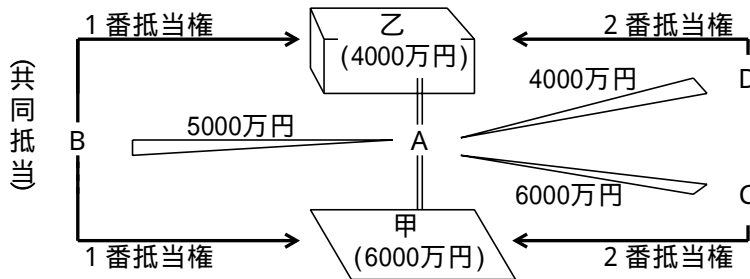 1番抵当権
乙
2番抵当権
(4000万円)
4000万円
D
(共同抵当)
5000万円
B
A
6000万円
C
甲
1番抵当権
(6000万円)
2番抵当権